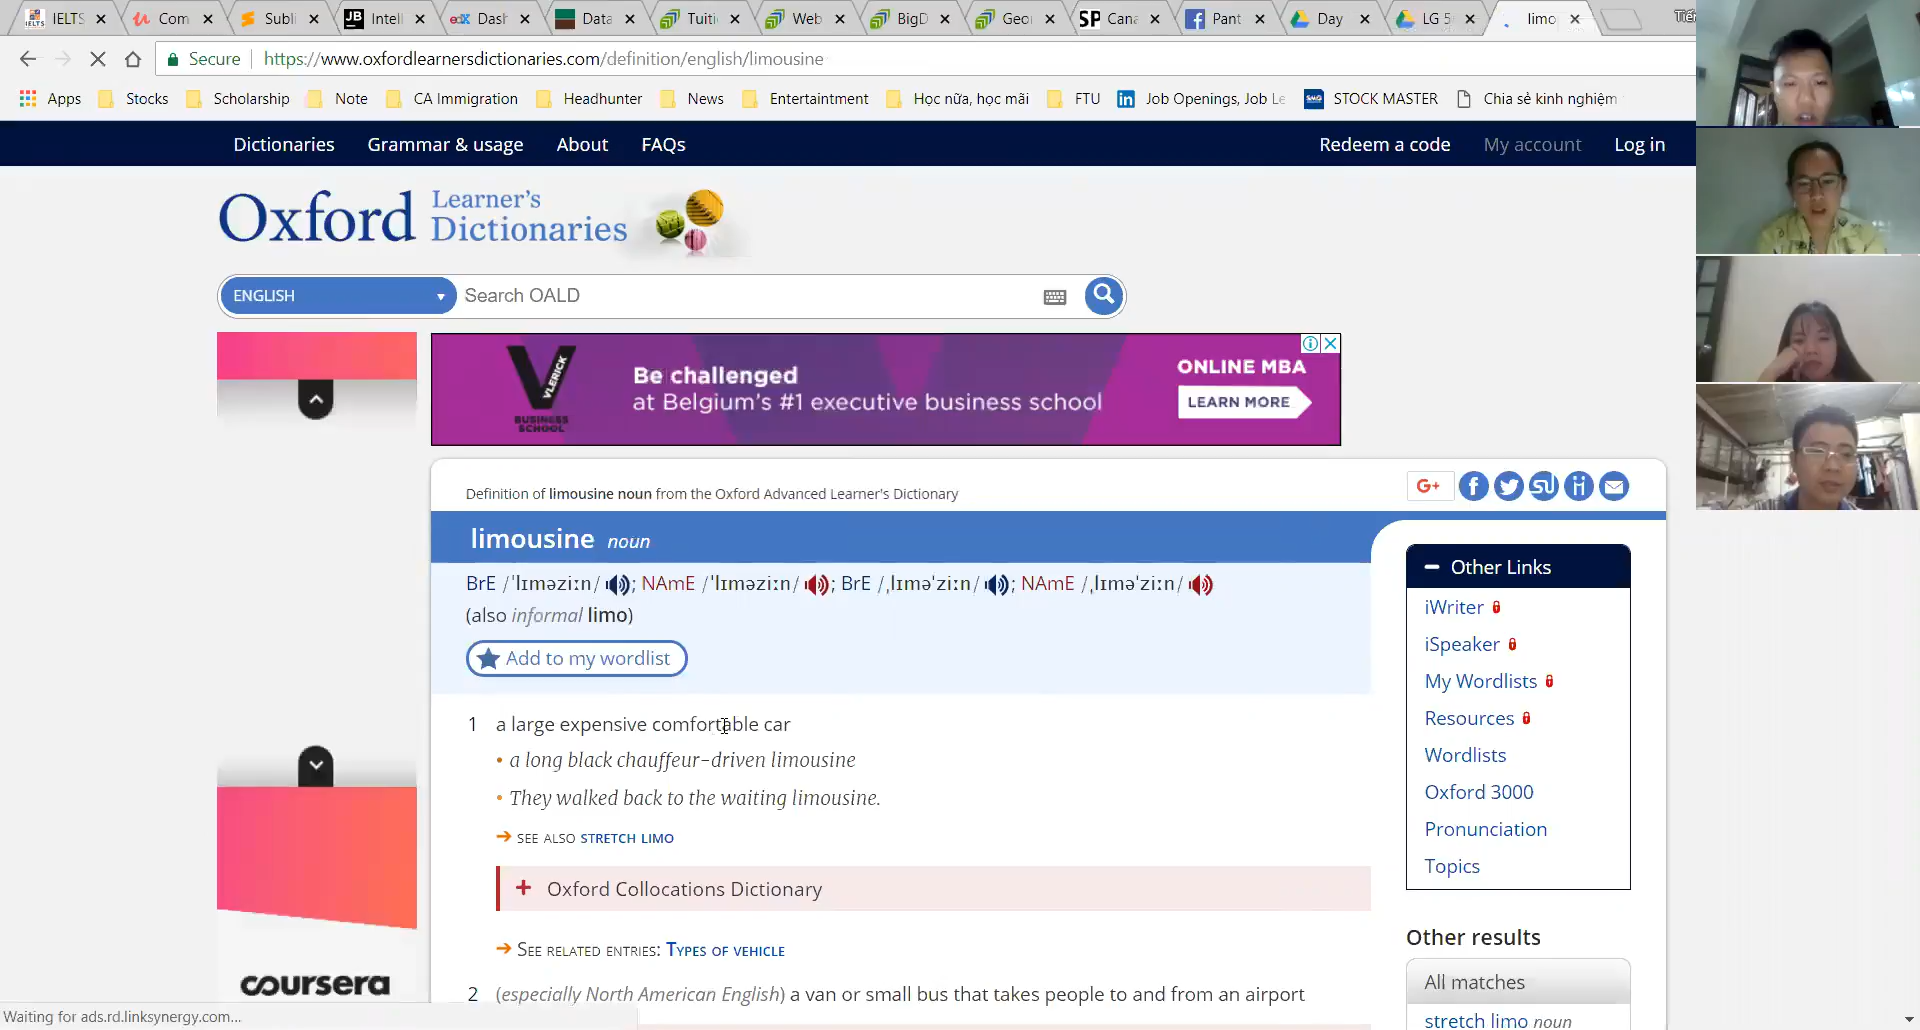 IELTS Com Subli Intell Dash Data Tuitio Web BigD Geor Cana Pant Day LG 5 limo Tiế
Secure https://www.oxfordlearnersdictionaries.com/definition/english/limousine
Apps Stocks Scholarship Note CA Immigration Headhunter News Entertaintment Học nữa, học mãi FTU Job Openings, Job Le STOCK MASTER Chia sẻ kinh nghiệm
Dictionaries Grammar & usage About FAQs Redeem a code My account Log in
Oxford Learner's Dictionaries
ENGLISH Search OALD
VLERICK BUSINESS SCHOOL
Be challenged
at Belgium's #1 executive business school
ONLINE MBA
LEARN MORE
Definition of limousine noun from the Oxford Advanced Learner's Dictionary
G+
limousine noun
BrE /ˈlɪməziːn/ ; NAmE /ˈlɪməziːn/ ; BrE /ˌlɪməˈziːn/ ; NAmE /ˌlɪməˈziːn/
(also informal limo)
Add to my wordlist
1 a large expensive comfortable car
• a long black chauffeur-driven limousine
• They walked back to the waiting limousine.
SEE ALSO STRETCH LIMO
+ Oxford Collocations Dictionary
SEE RELATED ENTRIES: TYPES OF VEHICLE
2 (especially North American English) a van or small bus that takes people to and from an airport
Other Links
iWriter
iSpeaker
My Wordlists
Resources
Wordlists
Oxford 3000
Pronunciation
Topics
Other results
All matches
stretch limo noun
coursera
Waiting for ads.rd.linksynergy.com...